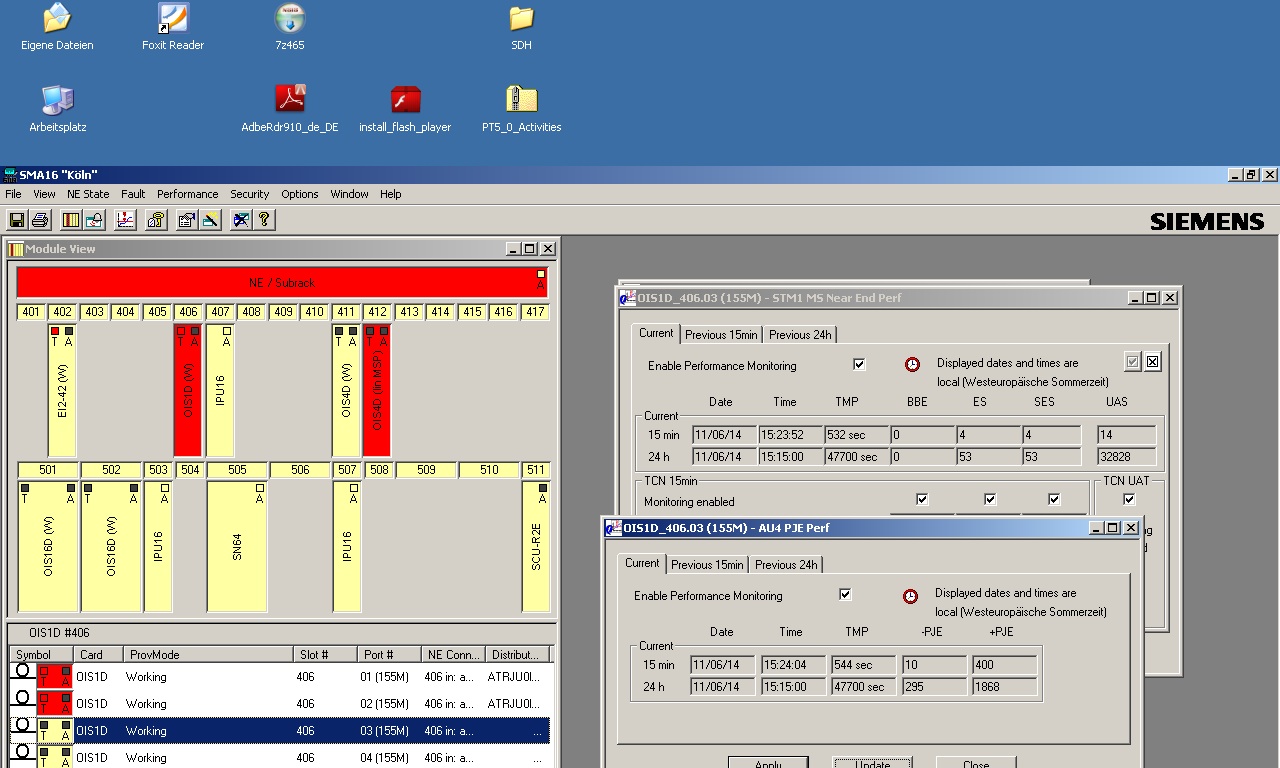 Eigene Dateien Foxit Reader 7z465 SDH
Arbeitsplatz AdbeRdr910_de_DE install_flash_player PT5_0_Activities
SMA16 "Köln"
File View NE State Fault Performance Security Options Window Help
SIEMENS
Module View
NE / Subrack
A
401 402 403 404 405 406 407 408 409 410 411 412 413 414 415 416 417
T A T A A T A T A
EI2-42 (W) OIS1D (W) IPU16 OIS4D (W) OIS4D (lin MSP)
501 502 503 504 505 506 507 508 509 510 511
T A T A A A A A
OIS16D (W) OIS16D (W) IPU16 SN64 IPU16 SCU-R2E
OIS1D #406
Symbol Card ProvMode Slot # Port # NE Conn... Distribut...
T A OIS1D Working 406 01 (155M) 406 in: a... ATRJU0I...
T A OIS1D Working 406 02 (155M) 406 in: a... ATRJU0I...
T A OIS1D Working 406 03 (155M) 406 in: a... ...
T A OIS1D Working 406 04 (155M) 406 in: a... ...
OIS1D_406.03 (155M) - STM1 MS Near End Perf
Current Previous 15min Previous 24h
Enable Performance Monitoring
Displayed dates and times are
local (Westeuropäische Sommerzeit)
Date Time TMP BBE ES SES UAS
Current
15 min 11/06/14 15:23:52 532 sec 0 4 4 14
24 h 11/06/14 15:15:00 47700 sec 0 53 53 32828
TCN 15min TCN UAT
Monitoring enabled
OIS1D_406.03 (155M) - AU4 PJE Perf
Current Previous 15min Previous 24h
Enable Performance Monitoring
Displayed dates and times are
local (Westeuropäische Sommerzeit)
Date Time TMP -PJE +PJE
Current
15 min 11/06/14 15:24:04 544 sec 10 400
24 h 11/06/14 15:15:00 47700 sec 295 1868
Apply Update Close